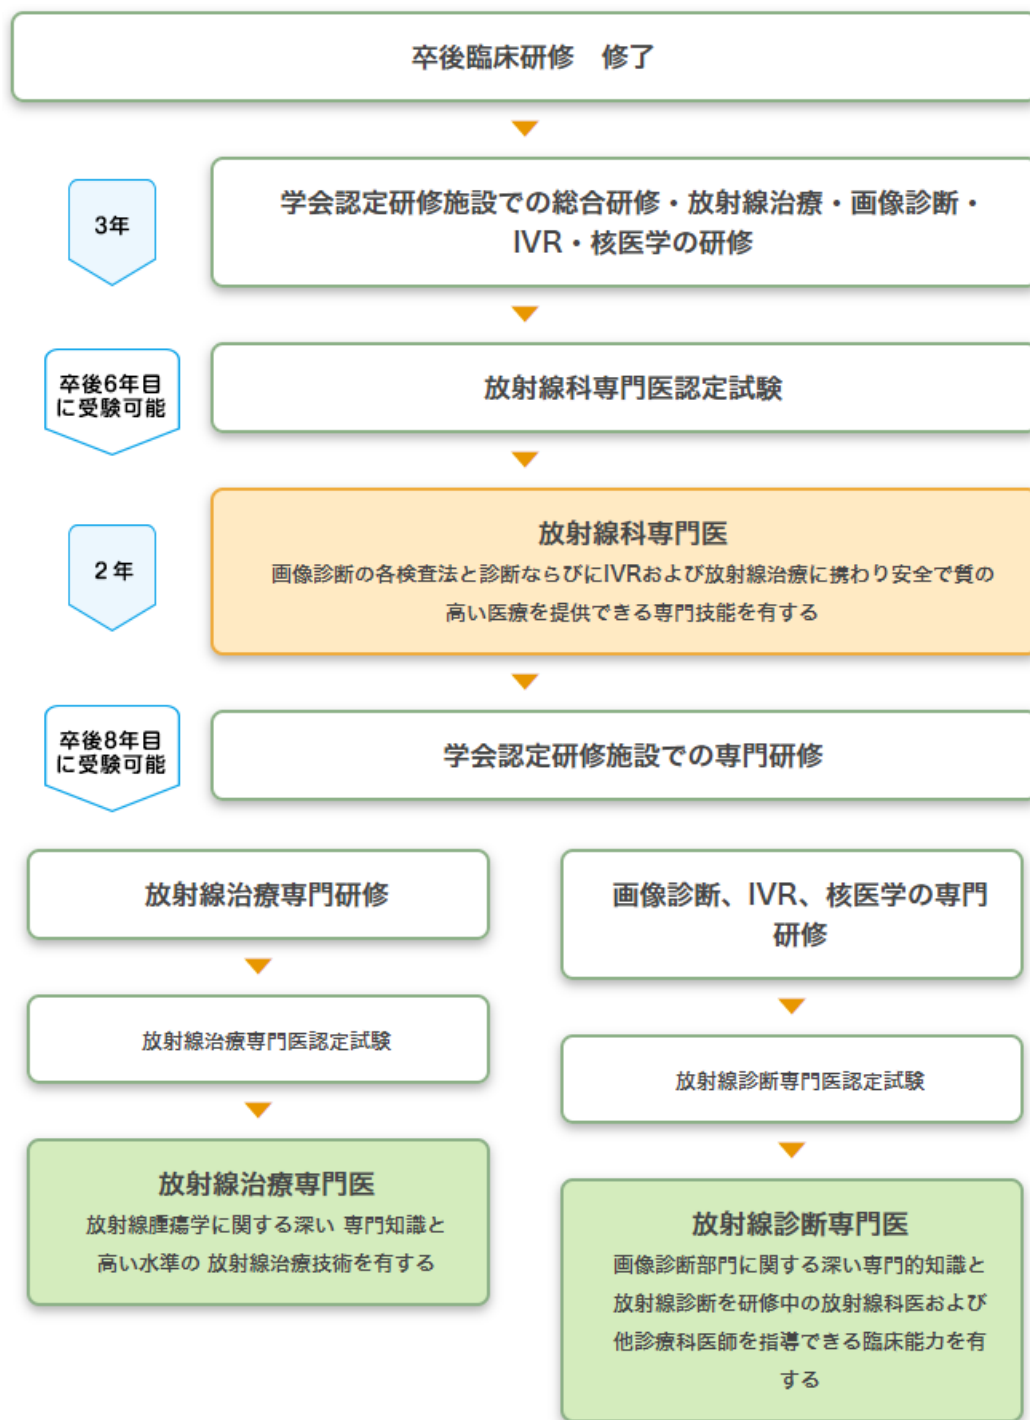 卒後臨床研修　修了
3年
学会認定研修施設での総合研修・放射線治療・画像診断・
IVR・核医学の研修
卒後6年目
に受験可能
放射線科専門医認定試験
2年
放射線科専門医
画像診断の各検査法と診断ならびにIVRおよび放射線治療に携わり安全で質の
高い医療を提供できる専門技能を有する
卒後8年目
に受験可能
学会認定研修施設での専門研修
放射線治療専門研修
放射線治療専門医認定試験
放射線治療専門医
放射線腫瘍学に関する深い 専門知識と
高い水準の 放射線治療技術を有する
画像診断、IVR、核医学の専門
研修
放射線診断専門医認定試験
放射線診断専門医
画像診断部門に関する深い専門的知識と
放射線診断を研修中の放射線科医および
他診療科医師を指導できる臨床能力を有
する